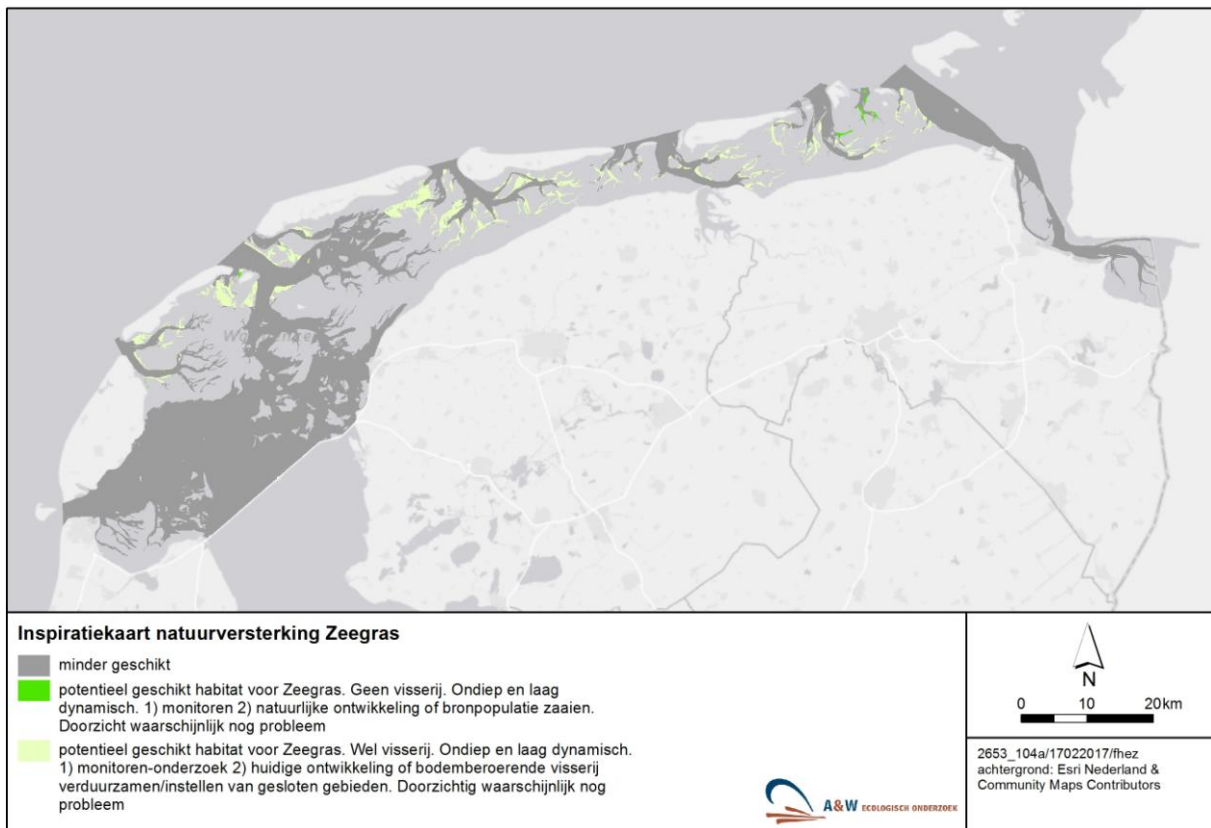 Inspiratiekaart natuurversterking Zeegras
minder geschikt
potentieel geschikt habitat voor Zeegras. Geen visserij. Ondiep en laag
dynamisch. 1) monitoren 2) natuurlijke ontwikkeling of bronpopulatie zaaien.
Doorzicht waarschijnlijk nog probleem
potentieel geschikt habitat voor Zeegras. Wel visserij. Ondiep en laag dynamisch.
1) monitoren-onderzoek 2) huidige ontwikkeling of bodemberoerende visserij
verduurzamen/instellen van gesloten gebieden. Doorzichtig waarschijnlijk nog
probleem
A&W ECOLOGISCH ONDERZOEK
N
0 10 20km
2653_104a/17022017/fhez
achtergrond: Esri Nederland &
Community Maps Contributors